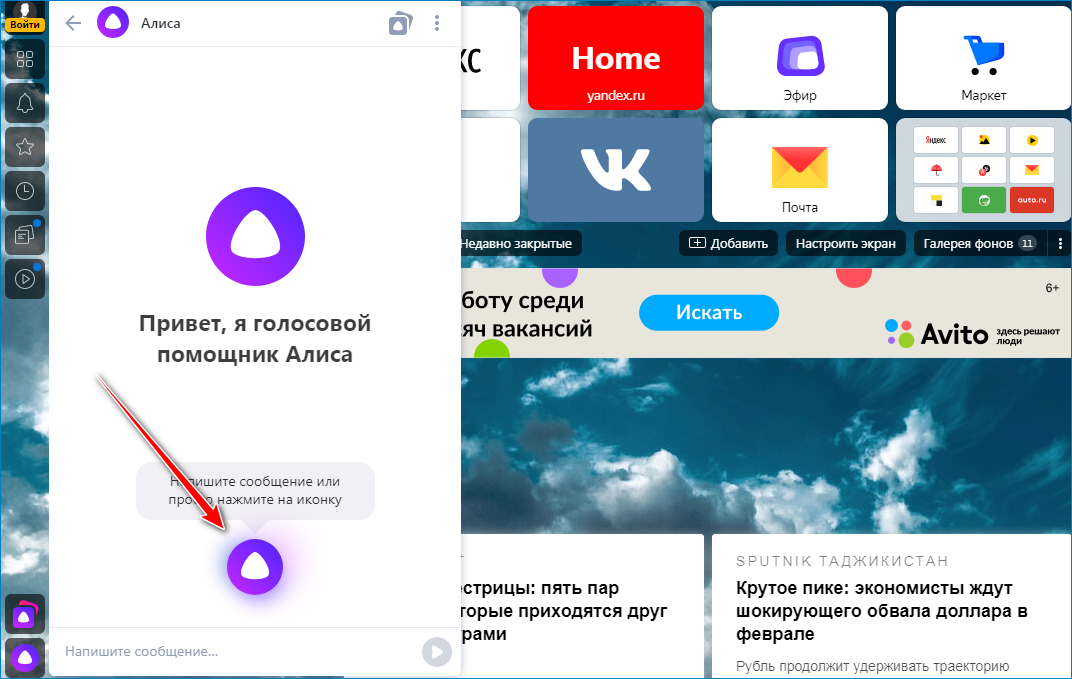 Войти
Алиса
Привет, я голосовой
помощник Алиса
Напишите сообщение или
просто нажмите на иконку
Напишите сообщение...
Home
yandex.ru
Эфир
Маркет
VK
Почта
Яндекс
auto.ru
Недавно закрытые
Добавить
Настроить экран
Галерея фонов 11
боту среди
яч вакансий
Искать
6+
Avito
здесь решают
люди
естрицы: пять пар
торые приходятся друг
рами
SPUTNIK ТАДЖИКИСТАН
Крутое пике: экономисты ждут
шокирующего обвала доллара в
феврале
Рубль продолжит удерживать траекторию